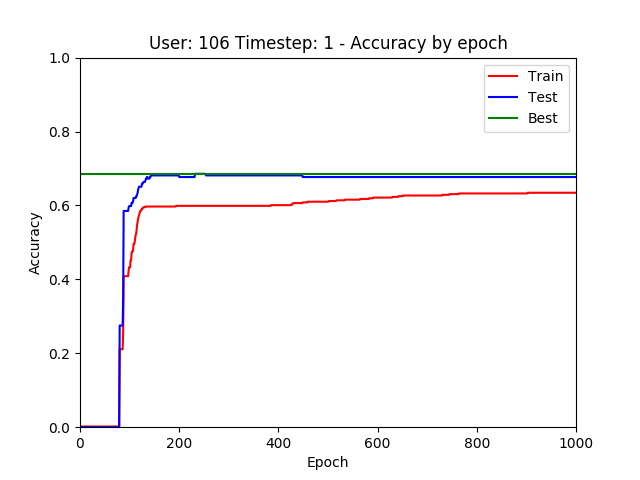 User: 106 Timestep: 1 - Accuracy by epoch
1.0
0.8
0.6
0.4
0.2
0.0
Accuracy
Train
Test
Best
0 200 400 600 800 1000
Epoch